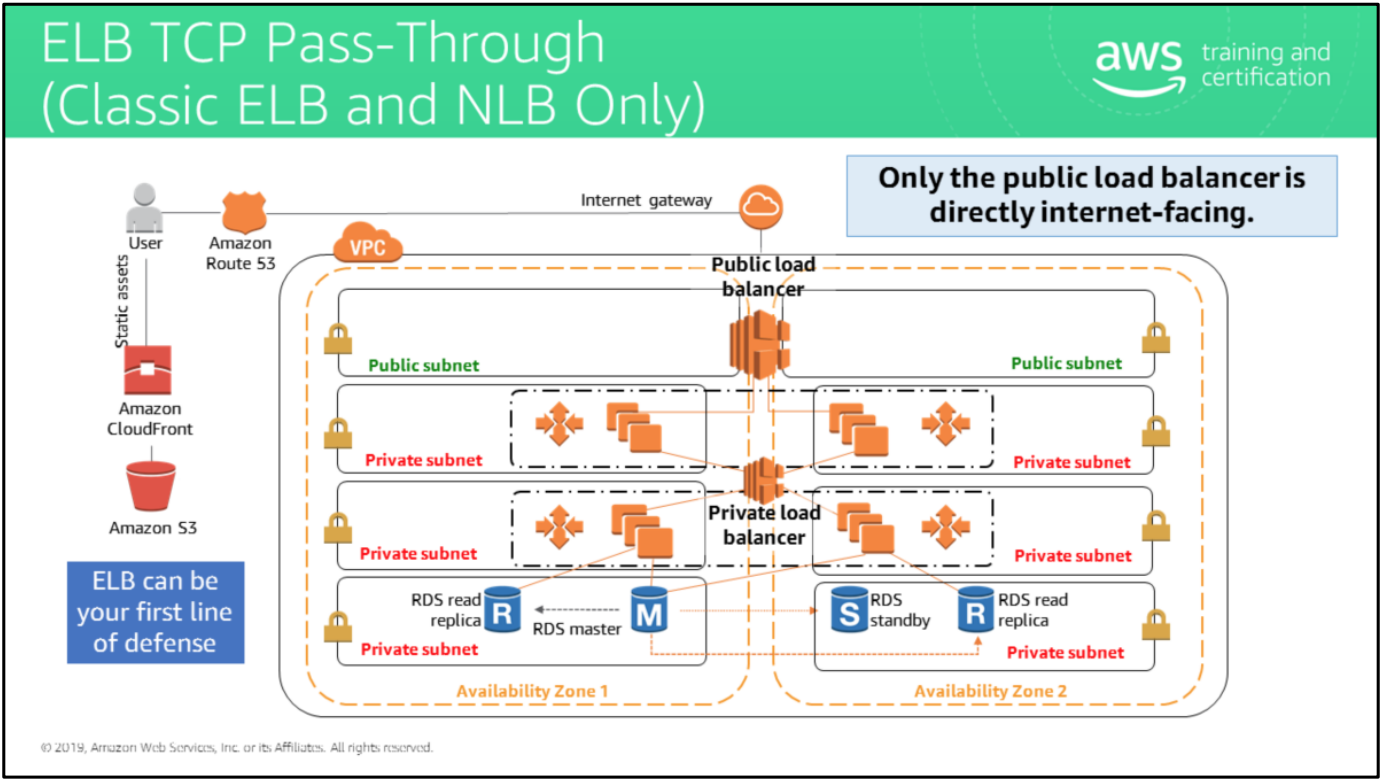 ELB TCP Pass-Through
(Classic ELB and NLB Only)
aws training and
certification
Only the public load balancer is
directly internet-facing.
Internet gateway
User
Amazon
Route 53
VPC
Static assets
Public load
balancer
Public subnet
Public subnet
Amazon
CloudFront
Private subnet
Private subnet
Amazon S3
Private load
balancer
Private subnet
Private subnet
ELB can be
your first line
of defense
RDS read
replica
R
RDS master
M
S
RDS
standby
R
RDS read
replica
Private subnet
Private subnet
Availability Zone 1
Availability Zone 2
© 2019, Amazon Web Services, Inc. or its Affiliates. All rights reserved.